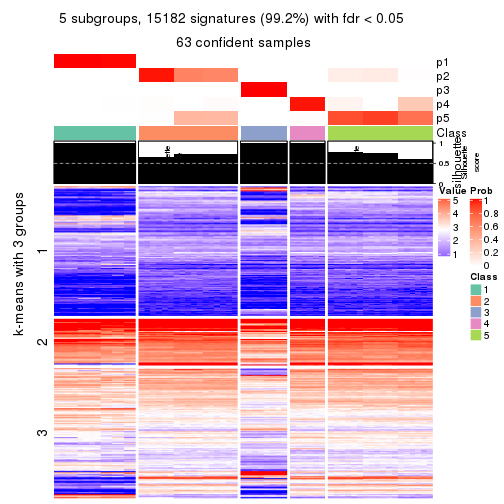 5 subgroups, 15182 signatures (99.2%) with fdr < 0.05
63 confident samples
p1
p2
p3
p4
p5
Class
1
0.5
0
silhouette
Silhouette
score
k-means with 3 groups
1
2
3
Value
5
4
3
2
1
Prob
1
0.8
0.6
0.4
0.2
0
Class
1
2
3
4
5